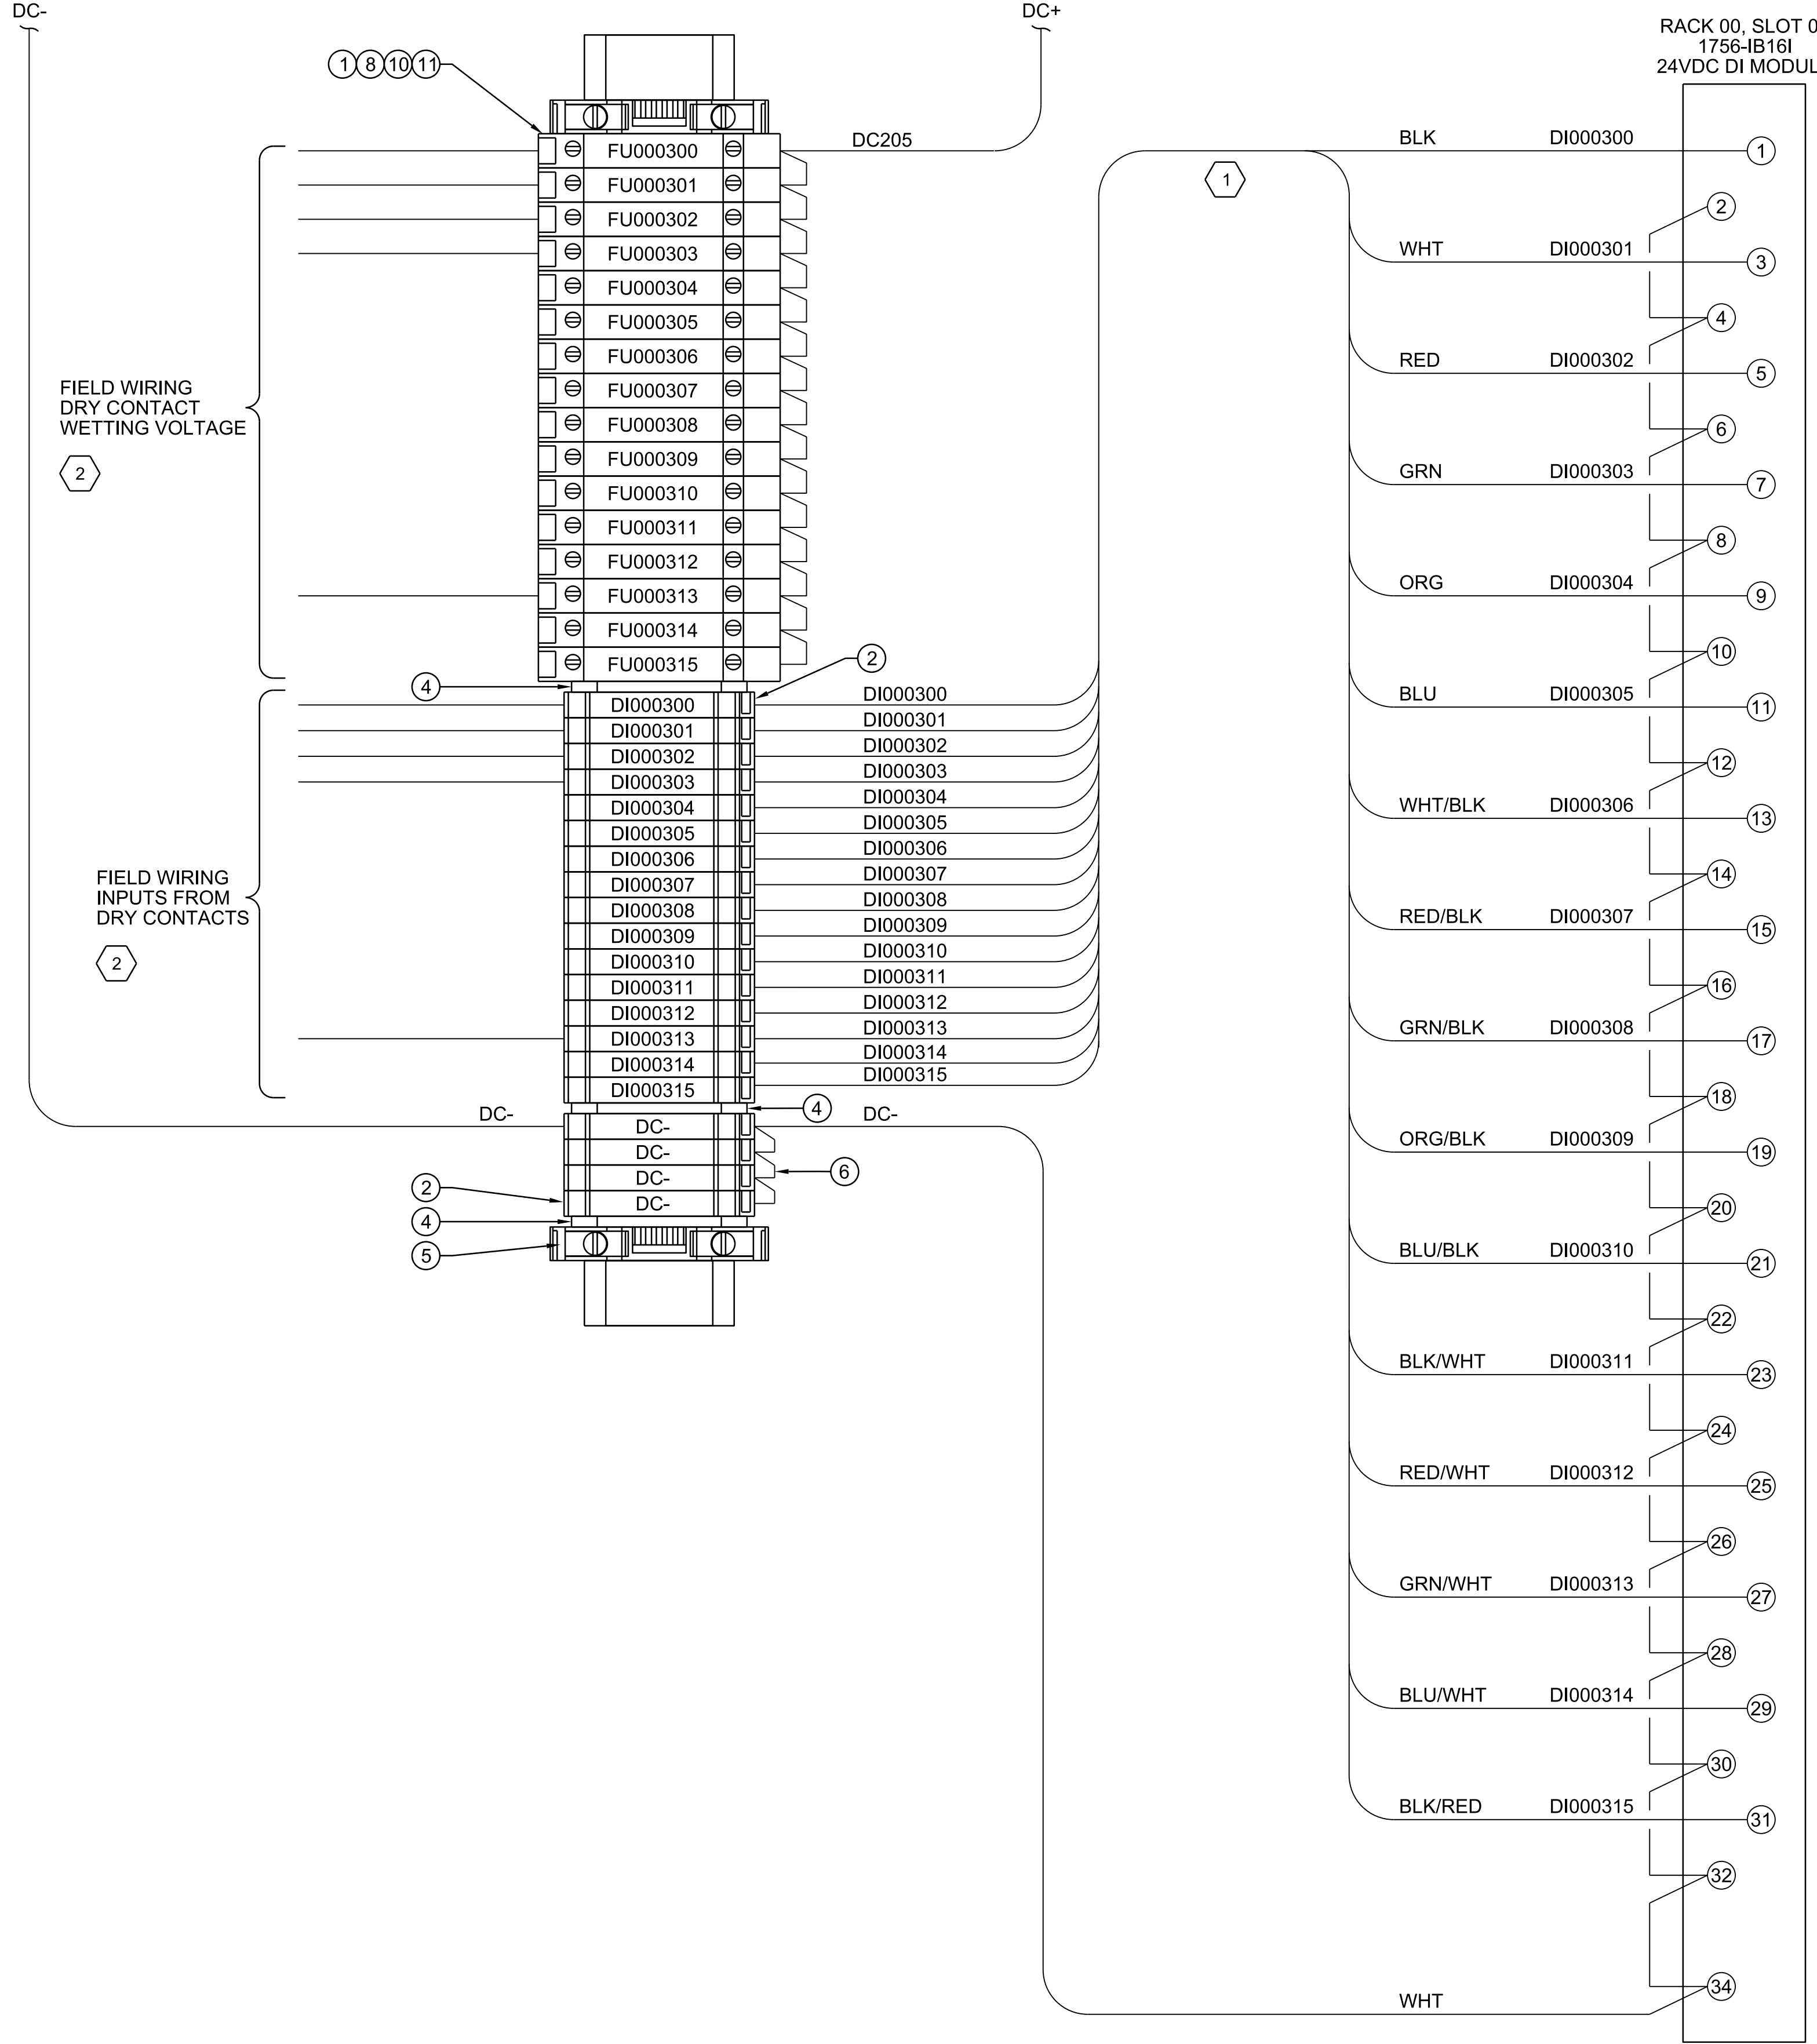 DC-
DC+
RACK 00, SLOT 0
1756-IB16I
24VDC DI MODUL
1 8 10 11
DC205
FU000300
FU000301
FU000302
FU000303
FU000304
FU000305
FU000306
FU000307
FU000308
FU000309
FU000310
FU000311
FU000312
FU000313
FU000314
FU000315
FIELD WIRING
DRY CONTACT
WETTING VOLTAGE
2
2
4
DI000300
DI000301
DI000302
DI000303
DI000304
DI000305
DI000306
DI000307
DI000308
DI000309
DI000310
DI000311
DI000312
DI000313
DI000314
DI000315
DI000300
DI000301
DI000302
DI000303
DI000304
DI000305
DI000306
DI000307
DI000308
DI000309
DI000310
DI000311
DI000312
DI000313
DI000314
DI000315
FIELD WIRING
INPUTS FROM
DRY CONTACTS
2
4
DC-
DC-
DC-
DC-
DC-
DC-
6
2
4
5
1
BLK DI000300 1
2
WHT DI000301 3
4
RED DI000302 5
6
GRN DI000303 7
8
ORG DI000304 9
10
BLU DI000305 11
12
WHT/BLK DI000306 13
14
RED/BLK DI000307 15
16
GRN/BLK DI000308 17
18
ORG/BLK DI000309 19
20
BLU/BLK DI000310 21
22
BLK/WHT DI000311 23
24
RED/WHT DI000312 25
26
GRN/WHT DI000313 27
28
BLU/WHT DI000314 29
30
BLK/RED DI000315 31
32
34
WHT